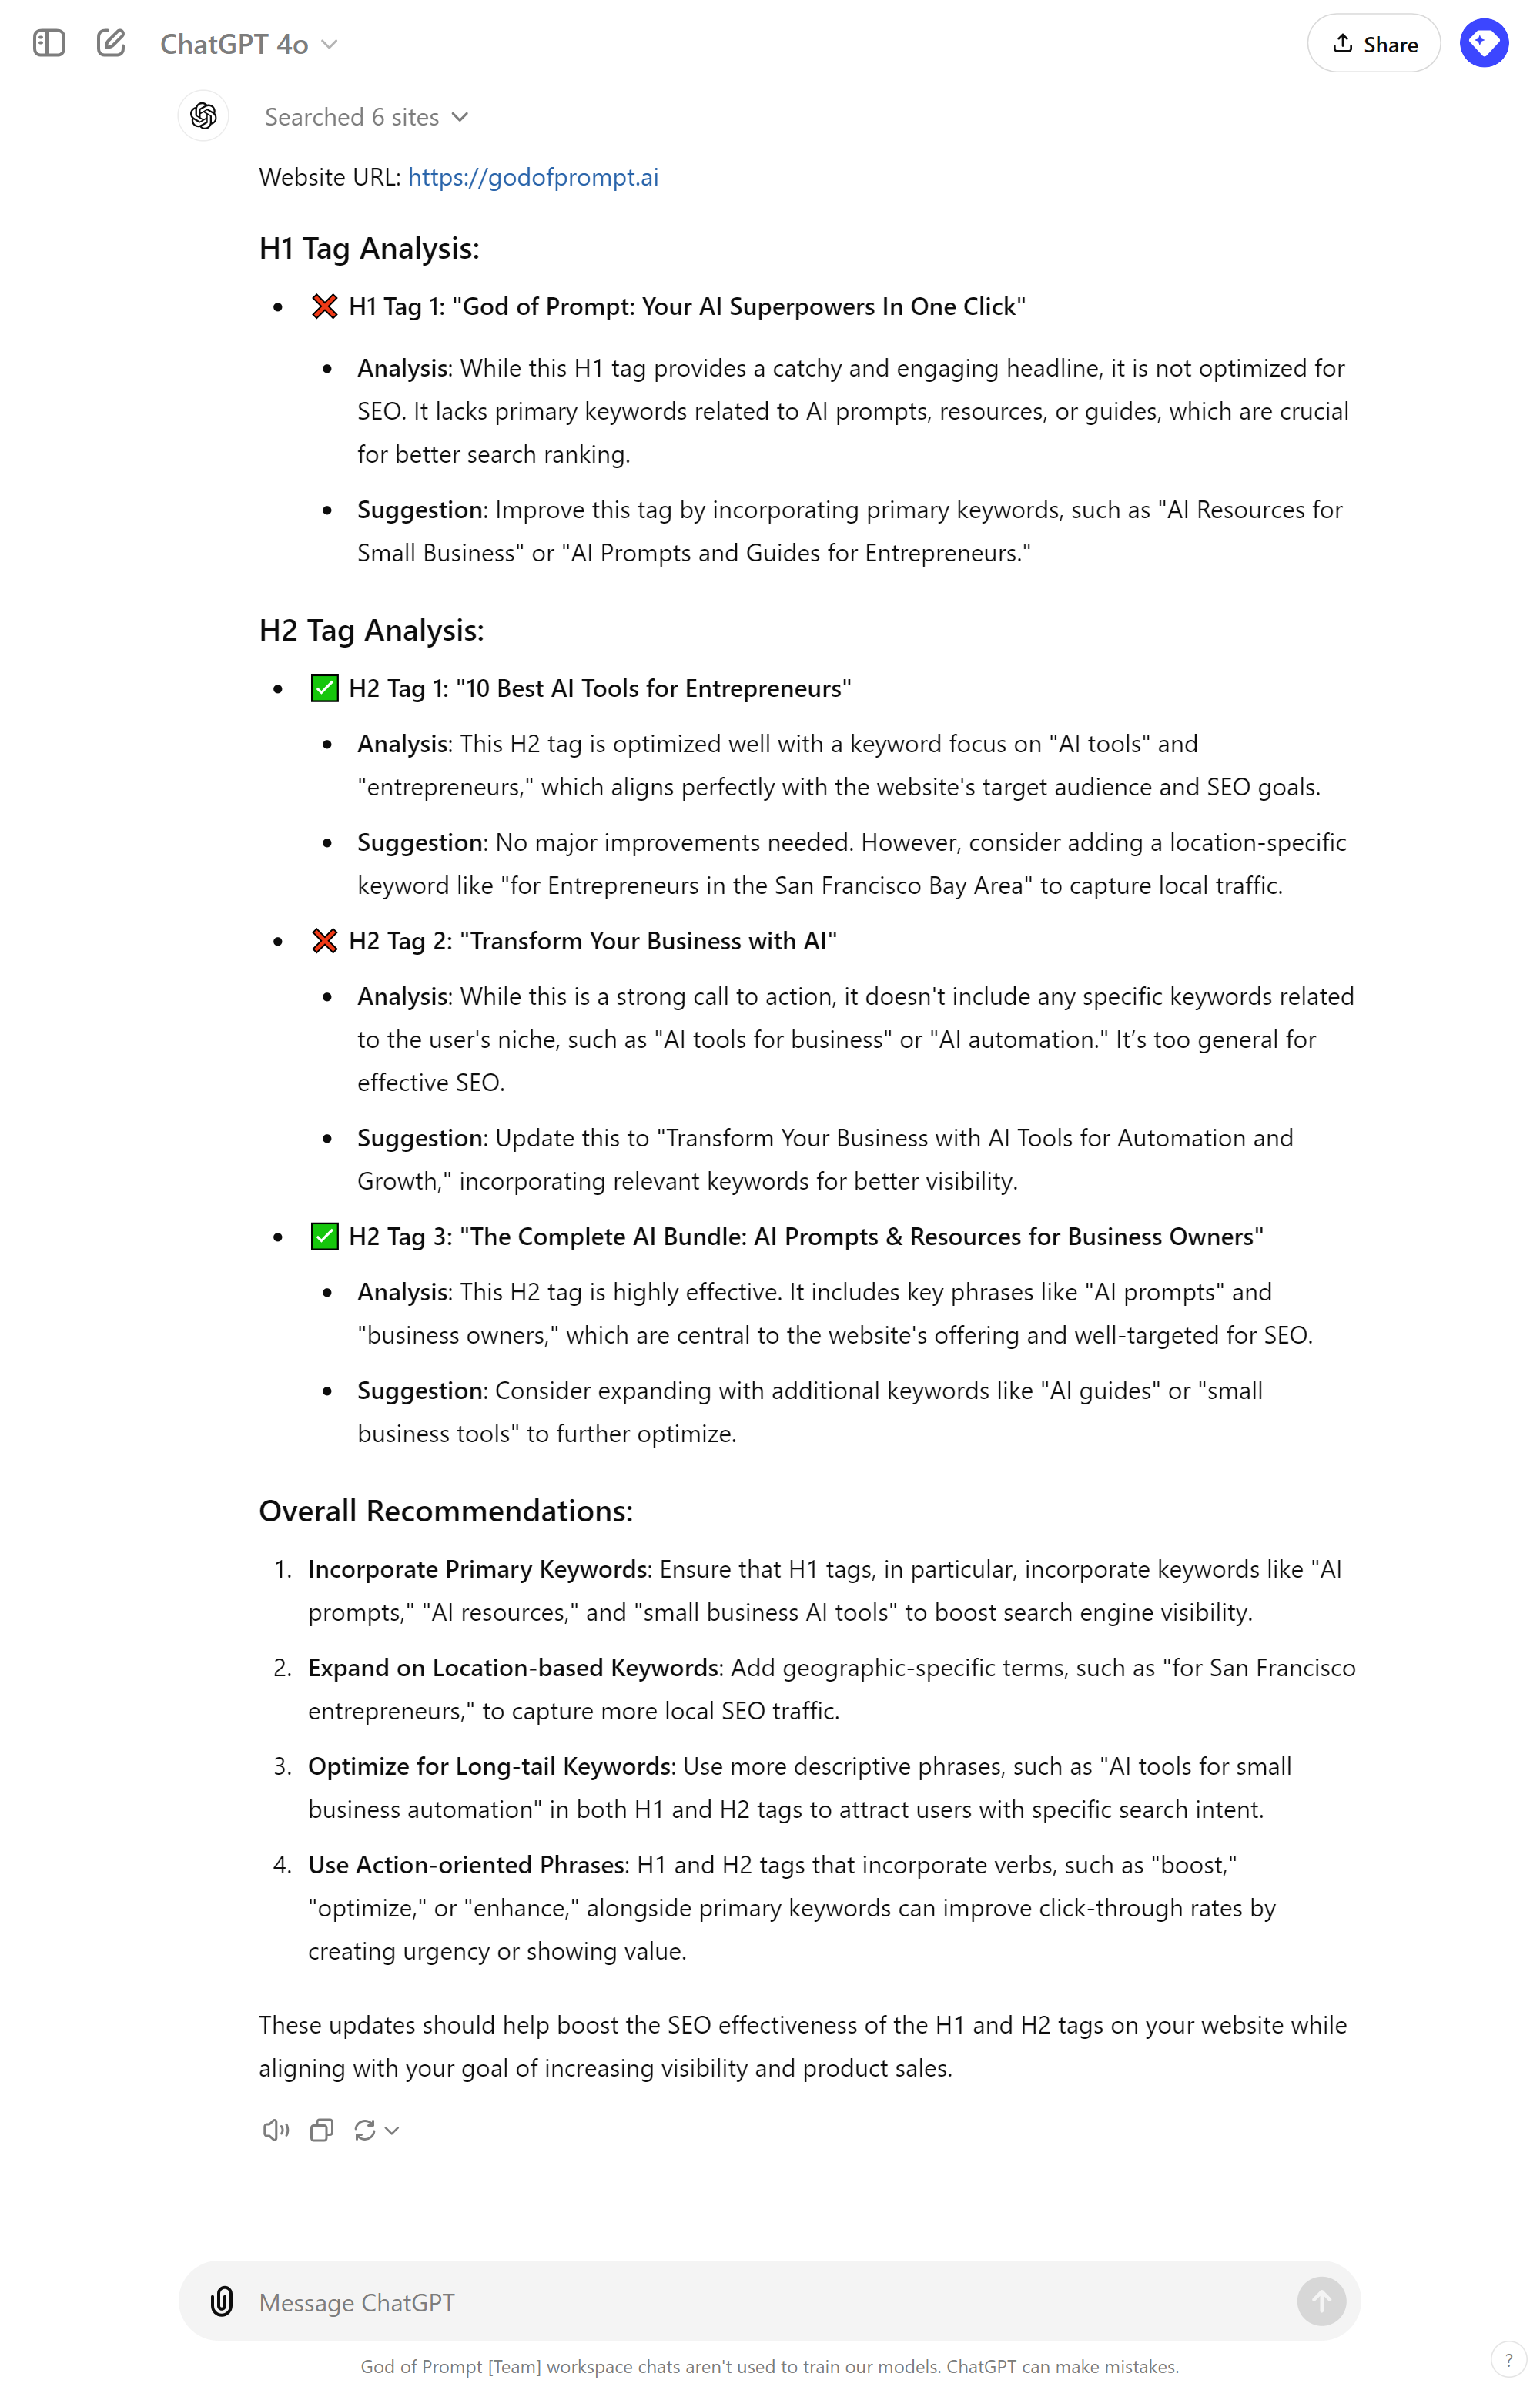 ChatGPT 4o
Share
Searched 6 sites
Website URL: https://godofprompt.ai
H1 Tag Analysis:
❌ H1 Tag 1: "God of Prompt: Your AI Superpowers In One Click"
Analysis: While this H1 tag provides a catchy and engaging headline, it is not optimized for
SEO. It lacks primary keywords related to AI prompts, resources, or guides, which are crucial
for better search ranking.
Suggestion: Improve this tag by incorporating primary keywords, such as "AI Resources for
Small Business" or "AI Prompts and Guides for Entrepreneurs."
H2 Tag Analysis:
✅ H2 Tag 1: "10 Best AI Tools for Entrepreneurs"
Analysis: This H2 tag is optimized well with a keyword focus on "AI tools" and
"entrepreneurs," which aligns perfectly with the website's target audience and SEO goals.
Suggestion: No major improvements needed. However, consider adding a location-specific
keyword like "for Entrepreneurs in the San Francisco Bay Area" to capture local traffic.
❌ H2 Tag 2: "Transform Your Business with AI"
Analysis: While this is a strong call to action, it doesn't include any specific keywords related
to the user's niche, such as "AI tools for business" or "AI automation." It’s too general for
effective SEO.
Suggestion: Update this to "Transform Your Business with AI Tools for Automation and
Growth," incorporating relevant keywords for better visibility.
✅ H2 Tag 3: "The Complete AI Bundle: AI Prompts & Resources for Business Owners"
Analysis: This H2 tag is highly effective. It includes key phrases like "AI prompts" and
"business owners," which are central to the website's offering and well-targeted for SEO.
Suggestion: Consider expanding with additional keywords like "AI guides" or "small
business tools" to further optimize.
Overall Recommendations:
1. Incorporate Primary Keywords: Ensure that H1 tags, in particular, incorporate keywords like "AI
prompts," "AI resources," and "small business AI tools" to boost search engine visibility.
2. Expand on Location-based Keywords: Add geographic-specific terms, such as "for San Francisco
entrepreneurs," to capture more local SEO traffic.
3. Optimize for Long-tail Keywords: Use more descriptive phrases, such as "AI tools for small
business automation" in both H1 and H2 tags to attract users with specific search intent.
4. Use Action-oriented Phrases: H1 and H2 tags that incorporate verbs, such as "boost,"
"optimize," or "enhance," alongside primary keywords can improve click-through rates by
creating urgency or showing value.
These updates should help boost the SEO effectiveness of the H1 and H2 tags on your website while
aligning with your goal of increasing visibility and product sales.
Message ChatGPT
God of Prompt [Team] workspace chats aren't used to train our models. ChatGPT can make mistakes.
?